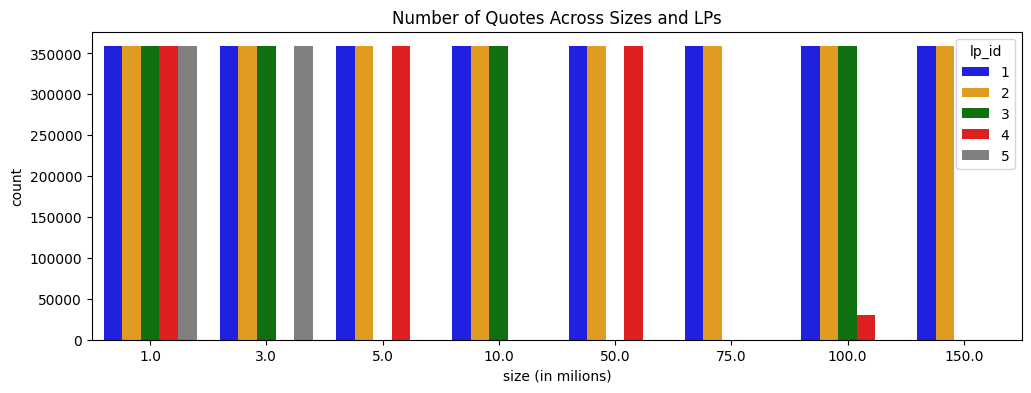 Number of Quotes Across Sizes and LPs
count
350000
300000
250000
200000
150000
100000
50000
0
1.0 3.0 5.0 10.0 50.0 75.0 100.0 150.0
size (in milions)
lp_id
1
2
3
4
5